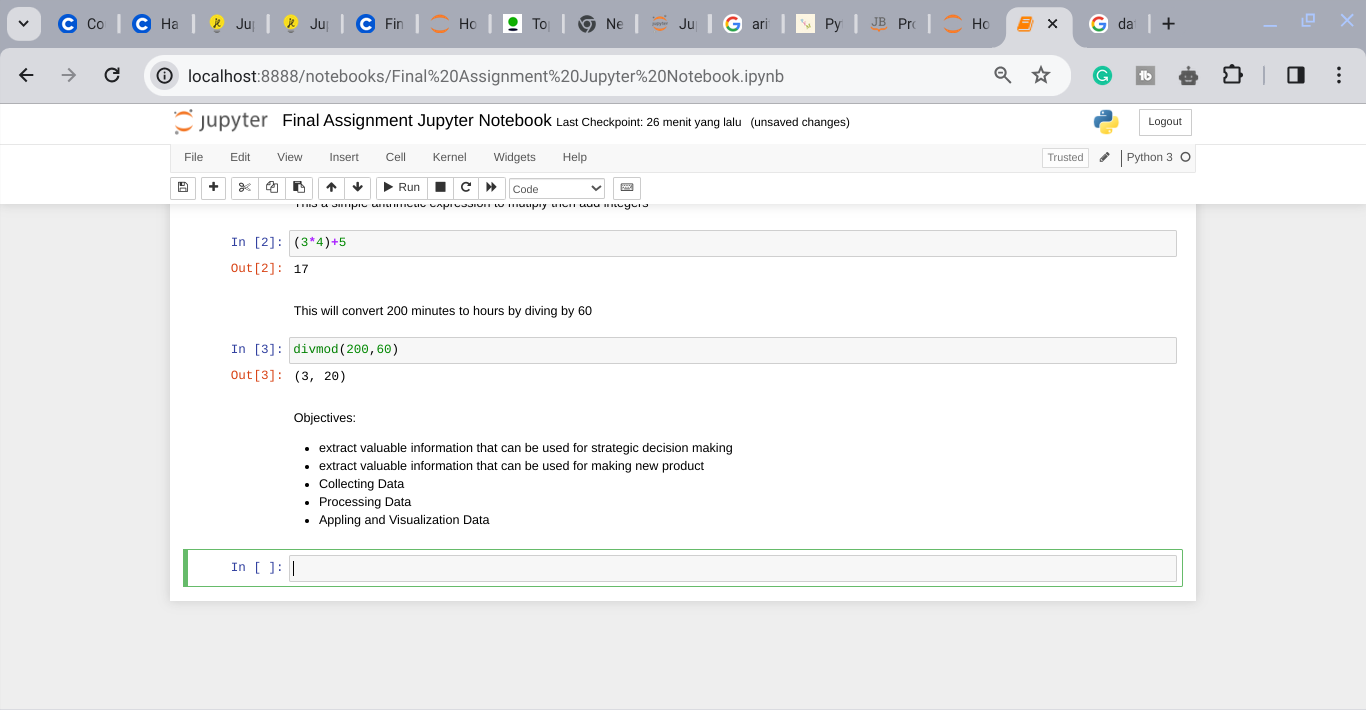 Co Ha Ju Ju Fin Ho To Ne Ju ari Py Pro Ho da
localhost:8888/notebooks/Final%20Assignment%20Jupyter%20Notebook.ipynb
jupyter Final Assignment Jupyter Notebook Last Checkpoint: 26 menit yang lalu (unsaved changes) Logout
File Edit View Insert Cell Kernel Widgets Help Trusted Python 3
Run Code
This a simple arithmetic expression to mutiply then add integers
In [2]: (3*4)+5
Out[2]: 17
This will convert 200 minutes to hours by diving by 60
In [3]: divmod(200,60)
Out[3]: (3, 20)
Objectives:
• extract valuable information that can be used for strategic decision making
• extract valuable information that can be used for making new product
• Collecting Data
• Processing Data
• Appling and Visualization Data
In [ ]: